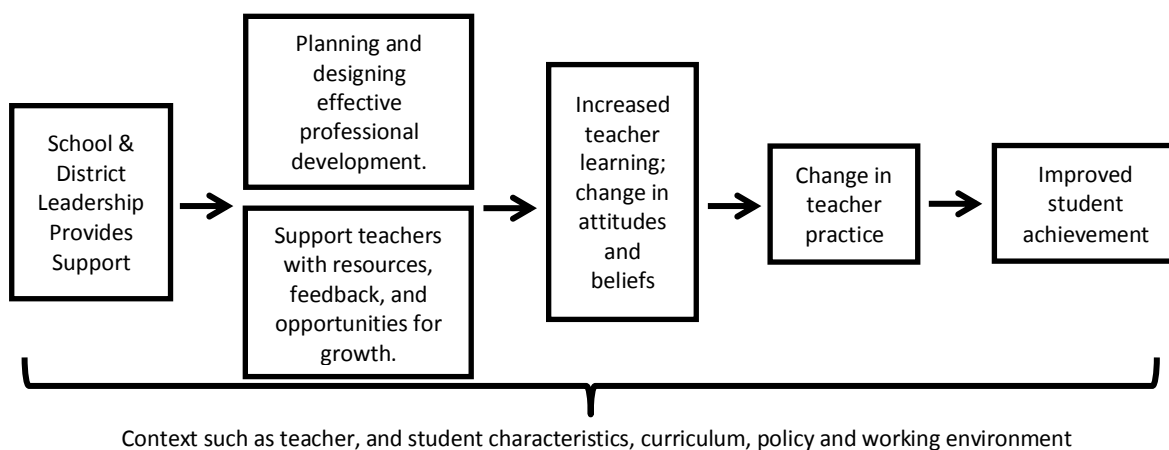 School &
District
Leadership
Provides
Support
Planning and
designing
effective
professional
development.
Support teachers
with resources,
feedback, and
opportunities for
growth.
Increased
teacher
learning;
change in
attitudes
and
beliefs
Change in
teacher
practice
Improved
student
achievement
Context such as teacher, and student characteristics, curriculum, policy and working environment